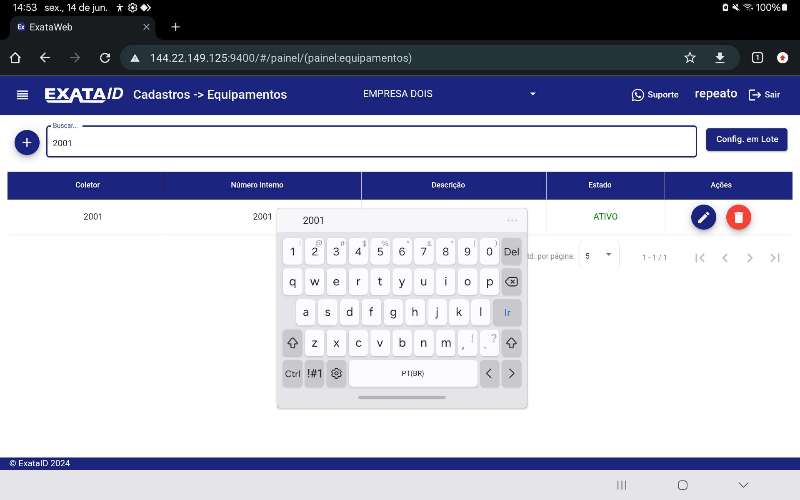 14:53 sex., 14 de jun. 100%
Ex ExataWeb
144.22.149.125:9400/#/painel/(painel:equipamentos)
1
EXATAID Cadastros -> Equipamentos EMPRESA DOIS Suporte repeato Sair
Buscar...
+ 2001 Config. em Lote
Coletor Número Interno Descrição Estado Ações
2001 2001 ATIVO
2001 ...
td. por página: 5 1 - 1 / 1
1 2 @ 3 # 4 $ 5 % 6 ^ 7 & 8 * 9 ( 0 ) Del
q w e r t y u i o p
a s d f g h j k l Ir
z x c v b n m , ! . ?
Ctrl !#1 PT(BR) < >
© ExataID 2024